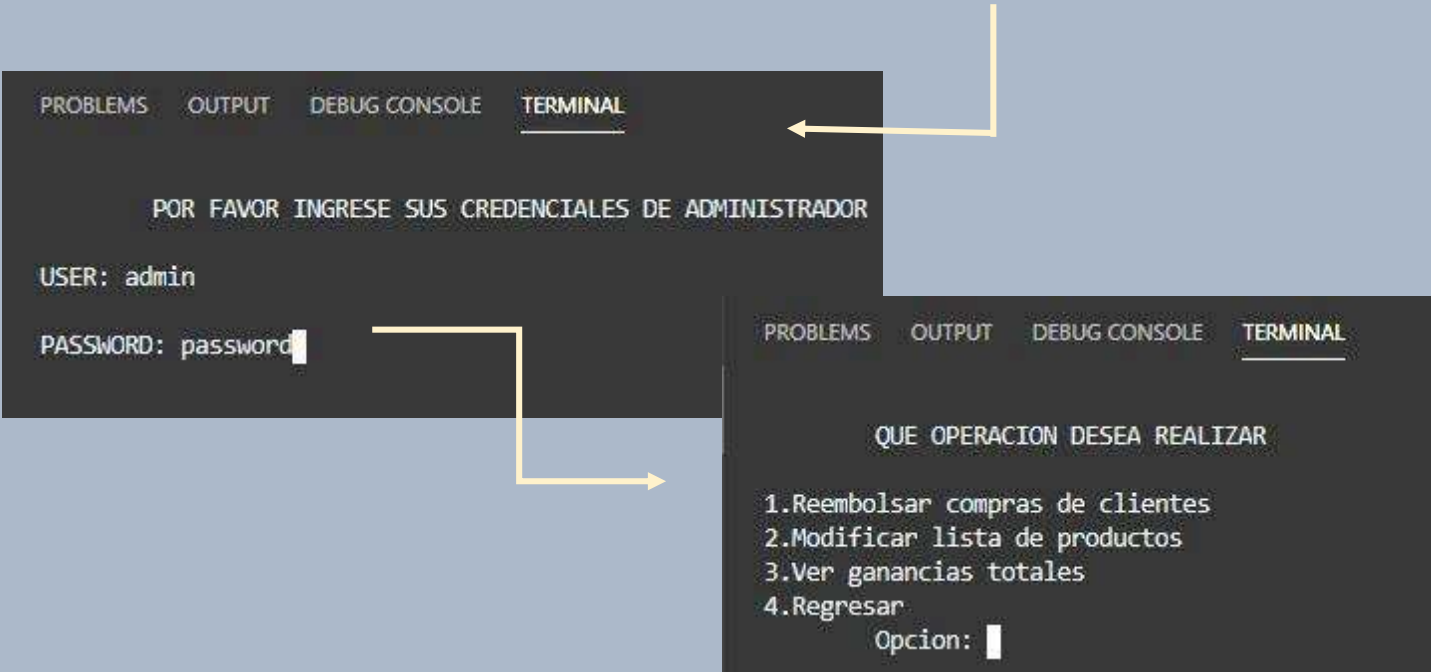 PROBLEMS OUTPUT DEBUG CONSOLE TERMINAL
POR FAVOR INGRESE SUS CREDENCIALES DE ADMINISTRADOR
USER: admin
PASSWORD: password
PROBLEMS OUTPUT DEBUG CONSOLE TERMINAL
QUE OPERACION DESEA REALIZAR
1.Reembolsar compras de clientes
2.Modificar lista de productos
3.Ver ganancias totales
4.Regresar
Opcion: